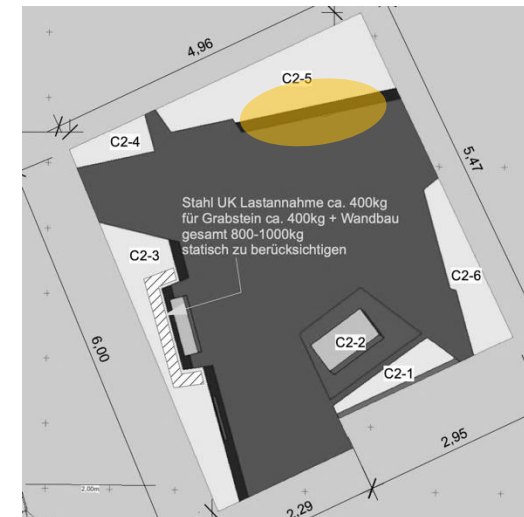 4,96
C2-5
C2-4
5,47
Stahl UK Lastannahme ca. 400kg
für Grabstein ca. 400kg + Wandbau
gesamt 800-1000kg
statisch zu berücksichtigen
C2-3
C2-6
6,00
C2-2
C2-1
2,95
2,00m
2,29